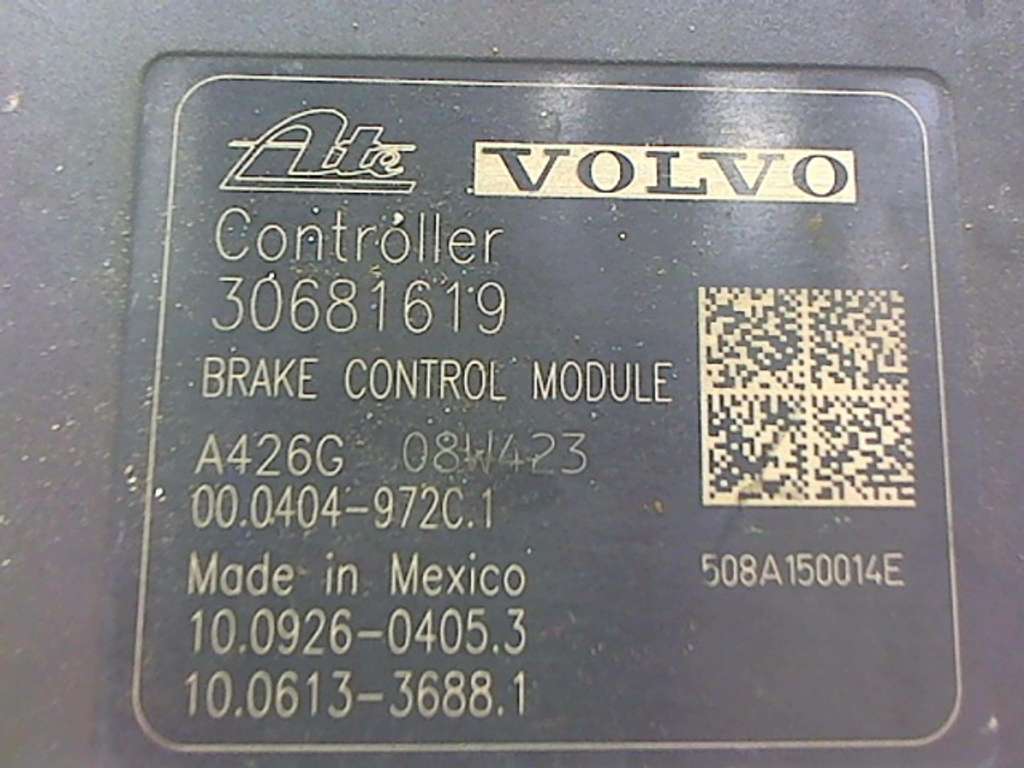 Ate VOLVO
Controller
30681619
BRAKE CONTROL MODULE
A426G 08W423
00.0404-972C.1
Made in Mexico
508A150014E
10.0926-0405.3
10.0613-3688.1